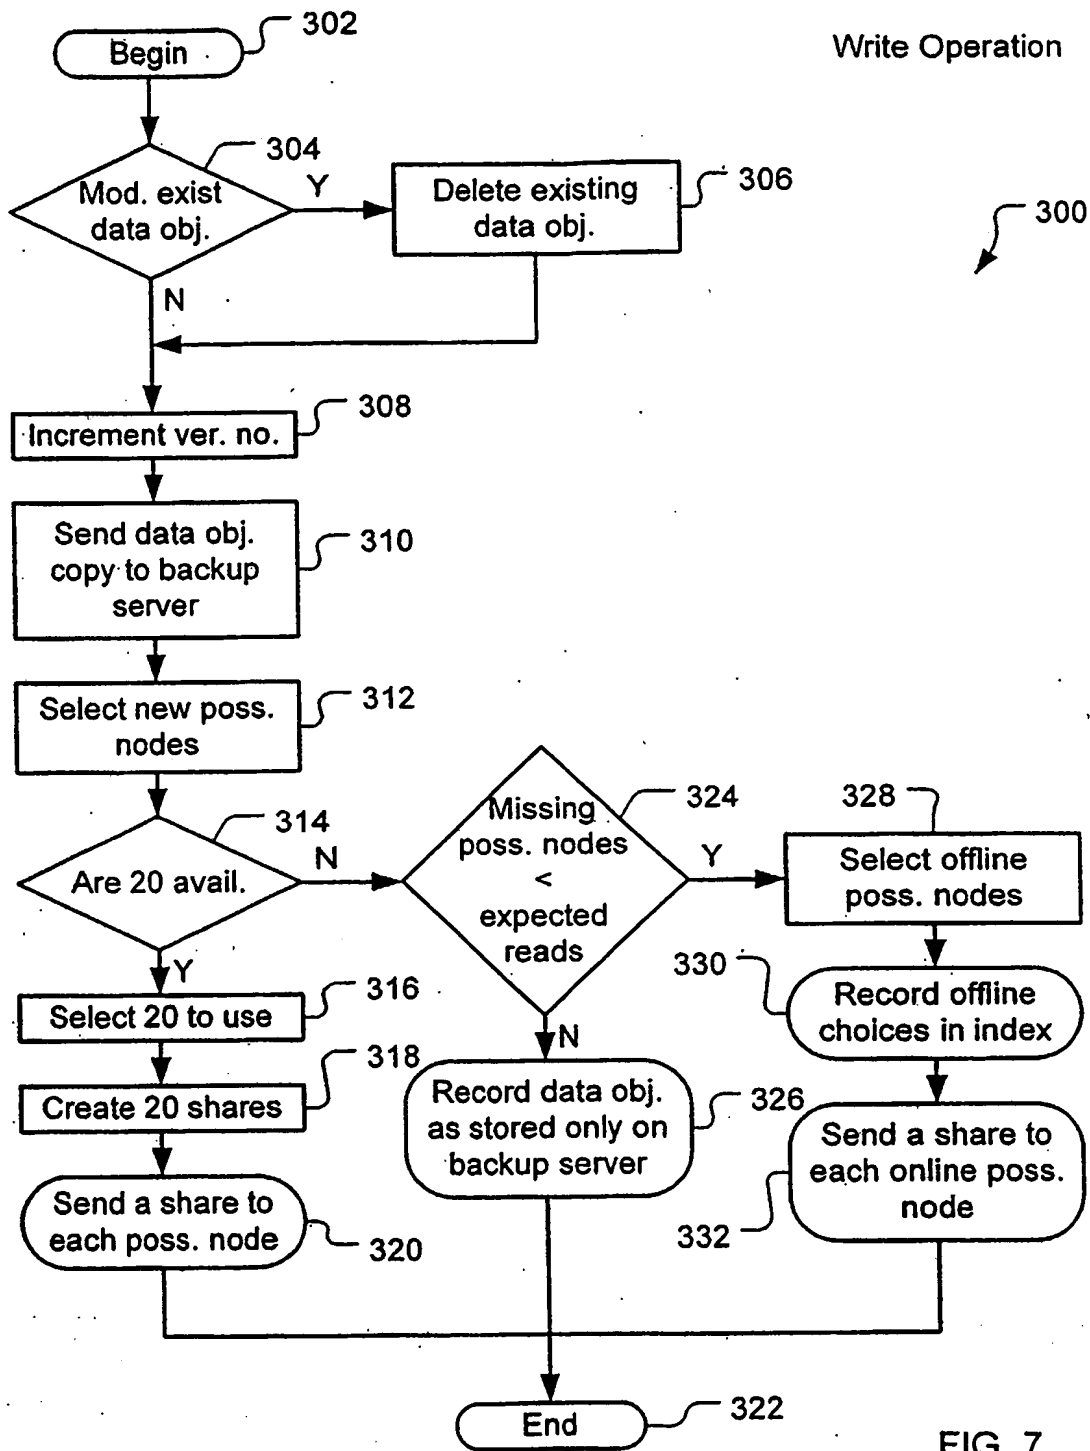 302
Begin
Write Operation
304
Mod. exist
data obj.
Y
Delete existing
data obj.
306
300
N
308
Increment ver. no.
Send data obj.
copy to backup
server
310
Select new poss.
nodes
312
314
Are 20 avail.
N
Missing
poss. nodes
<
expected
reads
324
Y
328
Select offline
poss. nodes
Y
Select 20 to use
316
318
Create 20 shares
N
330
Record offline
choices in index
Record data obj.
as stored only on
backup server
326
Send a share to
each poss. node
320
Send a share to
each online poss.
node
332
End
322
FIG. 7